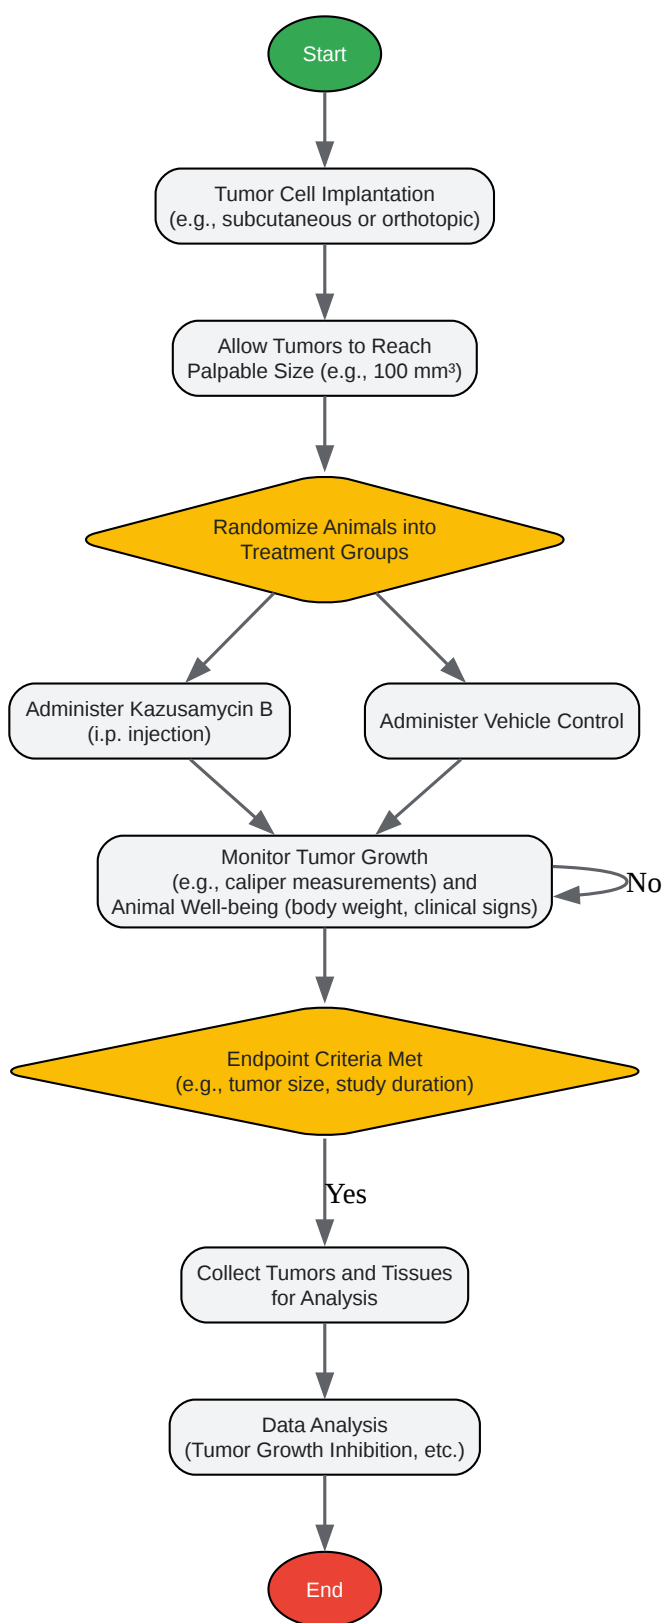 Start
Tumor Cell Implantation
(e.g., subcutaneous or orthotopic)
Allow Tumors to Reach
Palpable Size (e.g., 100 mm³)
Randomize Animals into
Treatment Groups
Administer Kazusamycin B
(i.p. injection)
Administer Vehicle Control
Monitor Tumor Growth
(e.g., caliper measurements) and
Animal Well-being (body weight, clinical signs)
No
Endpoint Criteria Met
(e.g., tumor size, study duration)
Yes
Collect Tumors and Tissues
for Analysis
Data Analysis
(Tumor Growth Inhibition, etc.)
End